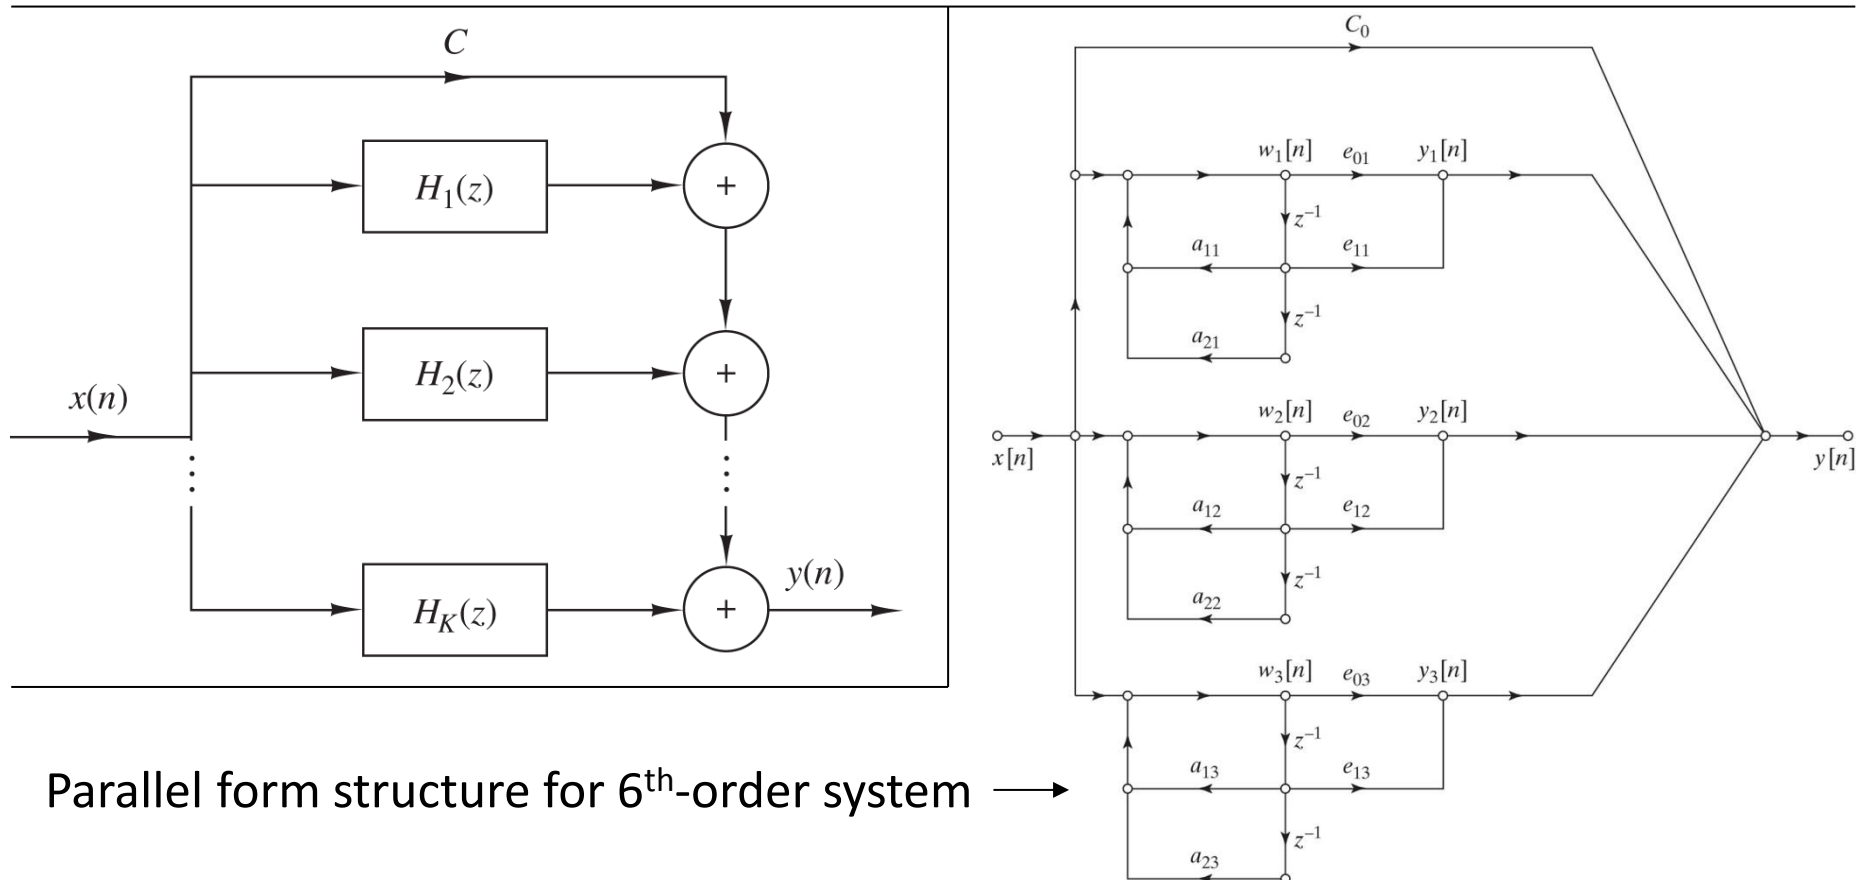 C
H₁(z)
+
H₂(z)
+
x(n)
H_K(z)
+
y(n)
Parallel form structure for 6ᵗʰ-order system
C₀
w₁[n] e₀₁ y₁[n]
z⁻¹
a₁₁ e₁₁
z⁻¹
a₂₁
w₂[n] e₀₂ y₂[n]
x[n] y[n]
z⁻¹
a₁₂ e₁₂
z⁻¹
a₂₂
w₃[n] e₀₃ y₃[n]
z⁻¹
a₁₃ e₁₃
z⁻¹
a₂₃